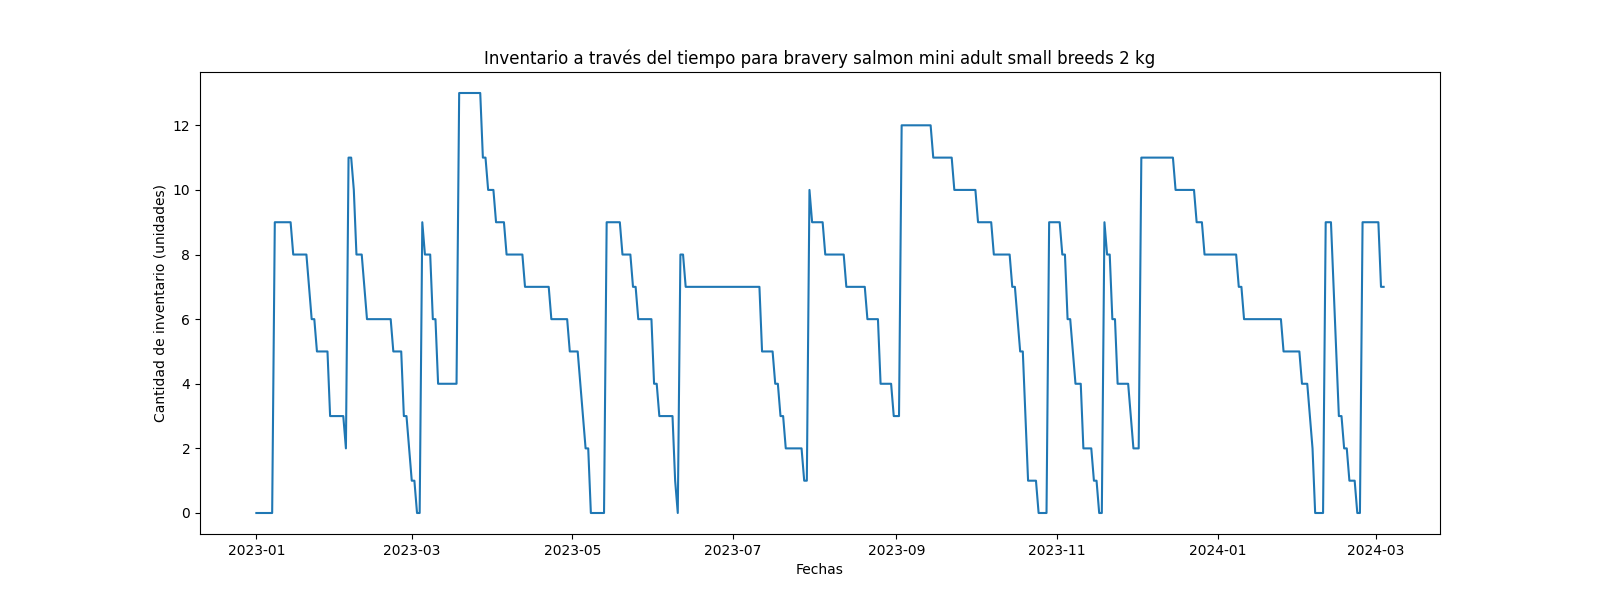 Inventario a través del tiempo para bravery salmon mini adult small breeds 2 kg
Cantidad de inventario (unidades)
12
10
8
6
4
2
0
2023-01 2023-03 2023-05 2023-07 2023-09 2023-11 2024-01 2024-03
Fechas